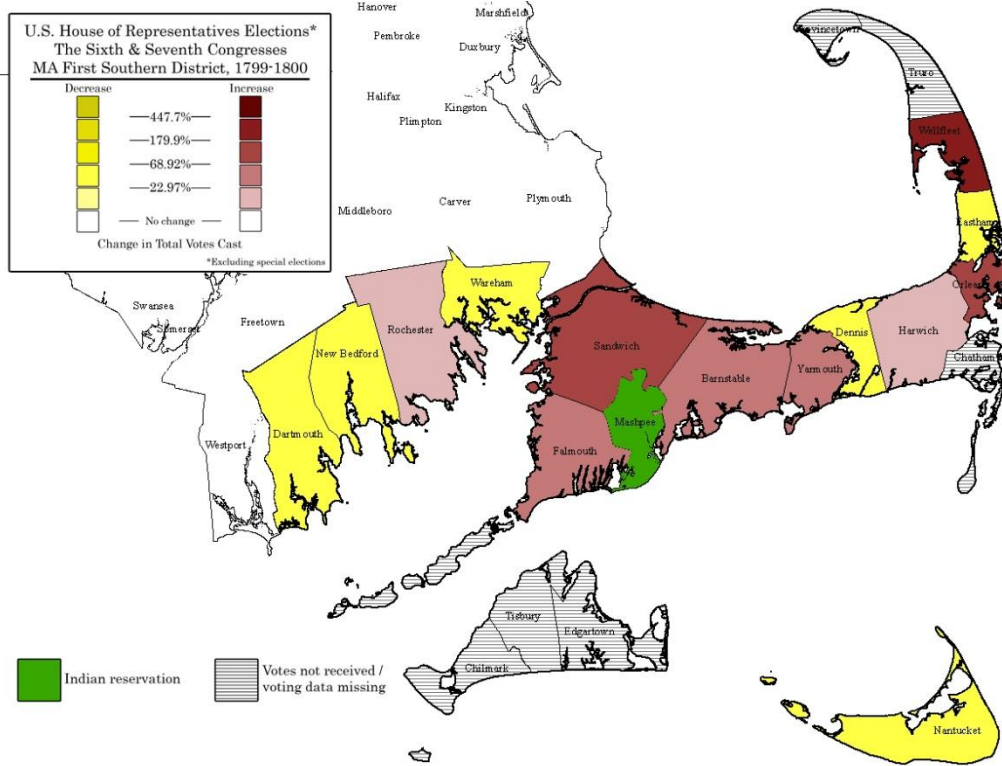 U.S. House of Representatives Elections*
The Sixth & Seventh Congresses
MA First Southern District, 1799-1800
Decrease
Increase
447.7%
179.9%
68.92%
22.97%
No change
Change in Total Votes Cast
*Excluding special elections
Hanover
Marshfield
Pembroke
Duxbury
Halifax
Kingston
Plimpton
Middleboro
Carver
Plymouth
Provincetown
Truro
Wellfleet
Eastham
Orleans
Swansea
Somerset
Freetown
Wareham
Rochester
New Bedford
Sandwich
Dennis
Harwich
Chatham
Barnstable
Yarmouth
Mashpee
Westport
Dartmouth
Falmouth
Tisbury
Edgartown
Chilmark
Nantucket
Indian reservation
Votes not received /
voting data missing